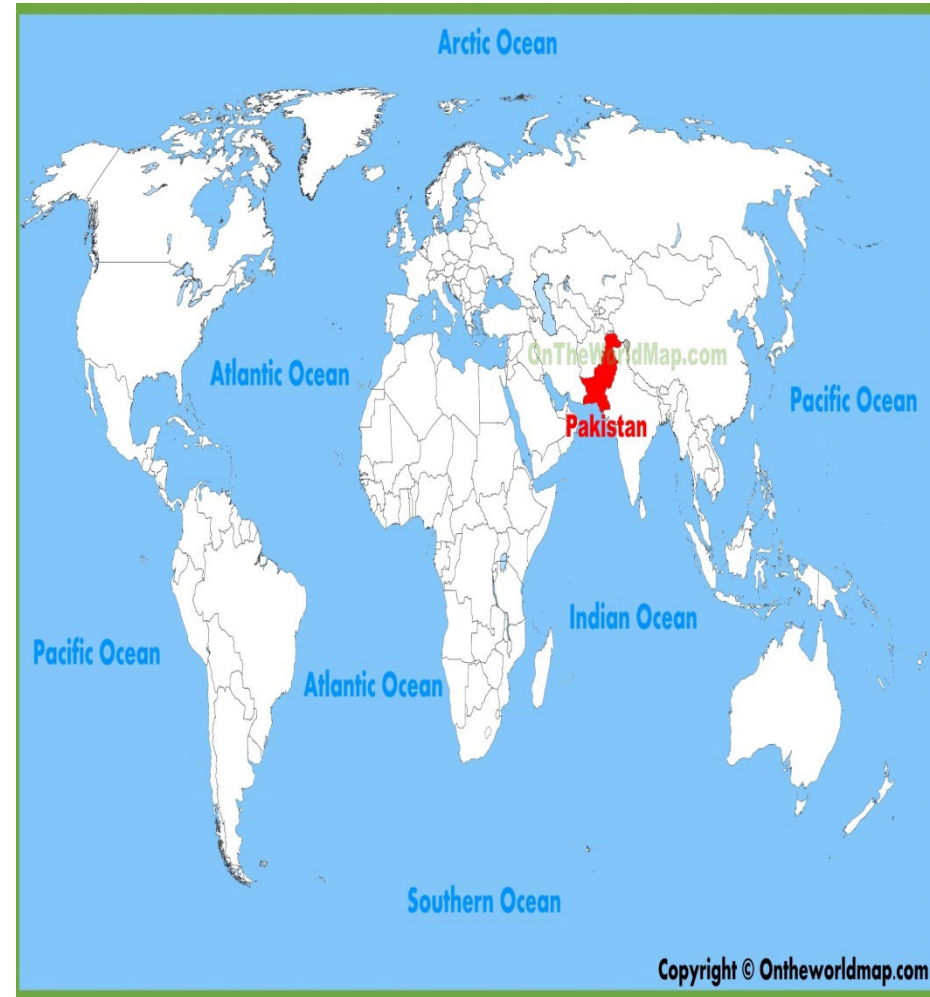 Arctic Ocean
OnTheWorldMap.com
Atlantic Ocean
Pacific Ocean
Pakistan
Indian Ocean
Pacific Ocean
Atlantic Ocean
Southern Ocean
Copyright © Ontheworldmap.com